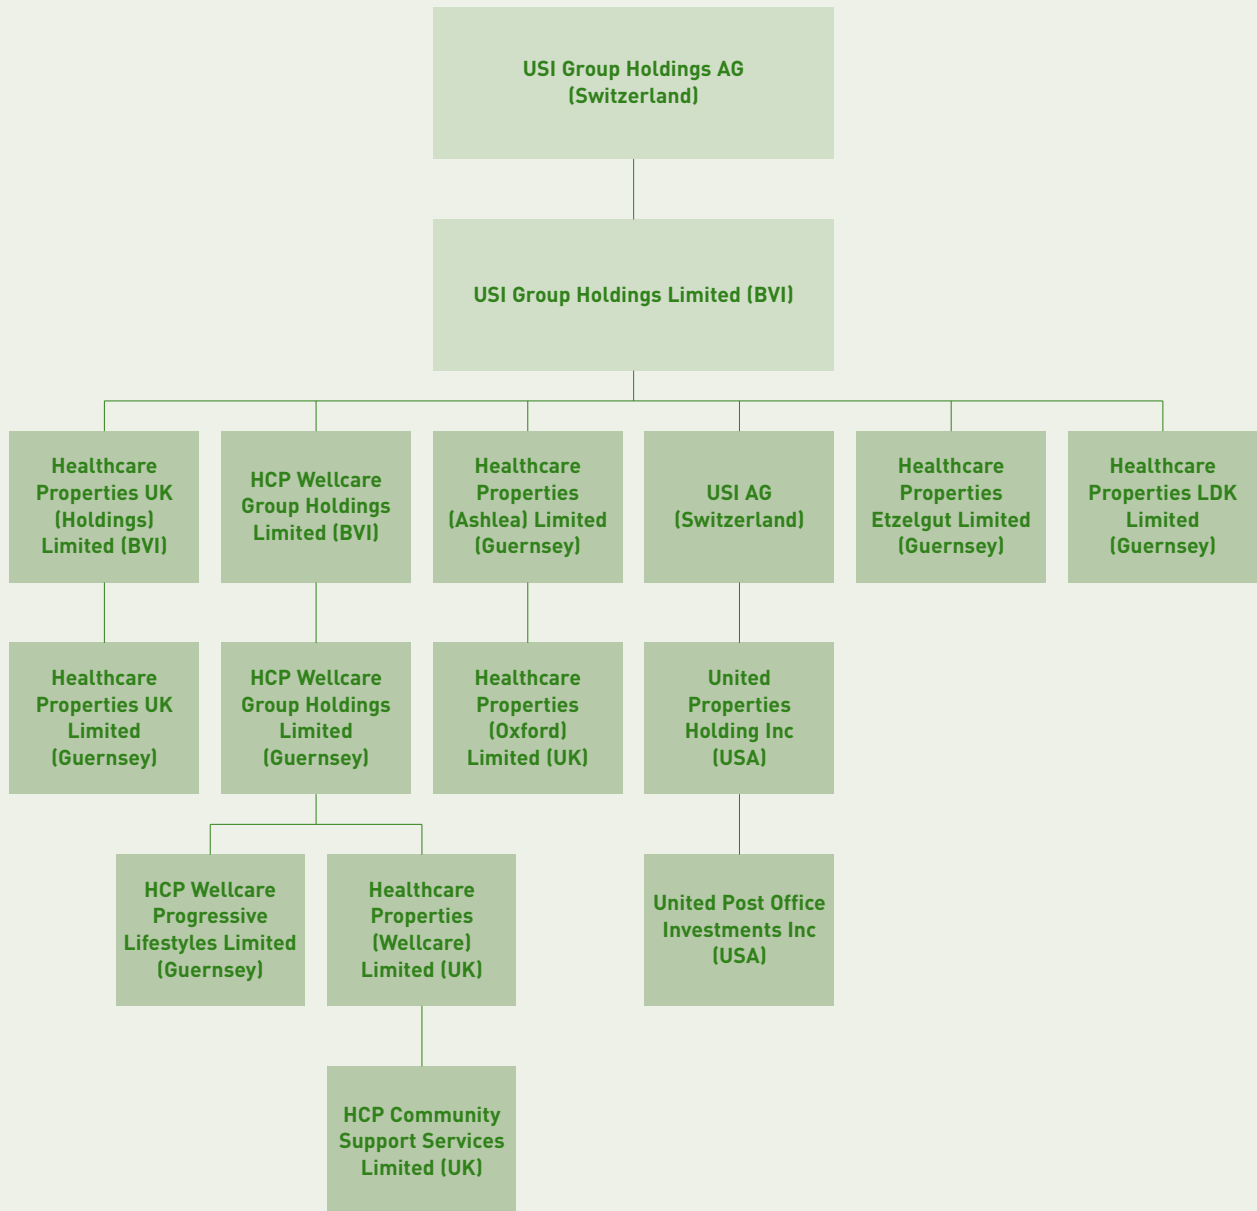 USI Group Holdings AG
(Switzerland)
USI Group Holdings Limited (BVI)
Healthcare
Properties UK
(Holdings)
Limited (BVI)
HCP Wellcare
Group Holdings
Limited (BVI)
Healthcare
Properties
(Ashlea) Limited
(Guernsey)
USI AG
(Switzerland)
Healthcare
Properties
Etzelgut Limited
(Guernsey)
Healthcare
Properties LDK
Limited
(Guernsey)
Healthcare
Properties UK
Limited
(Guernsey)
HCP Wellcare
Group Holdings
Limited
(Guernsey)
Healthcare
Properties
(Oxford)
Limited (UK)
United
Properties
Holding Inc
(USA)
HCP Wellcare
Progressive
Lifestyles Limited
(Guernsey)
Healthcare
Properties
(Wellcare)
Limited (UK)
United Post Office
Investments Inc
(USA)
HCP Community
Support Services
Limited (UK)